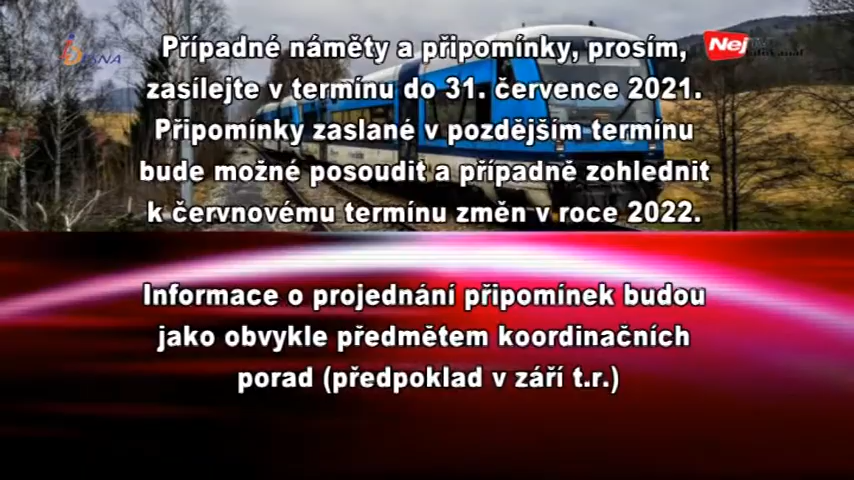 Případné náměty a připomínky, prosím,
zasílejte v termínu do 31. července 2021.
Připomínky zaslané v pozdějším termínu
bude možné posoudit a případně zohlednit
k červnovému termínu změn v roce 2022.
Informace o projednání připomínek budou
jako obvykle předmětem koordinačních
porad (předpoklad v září t.r.)
Nej